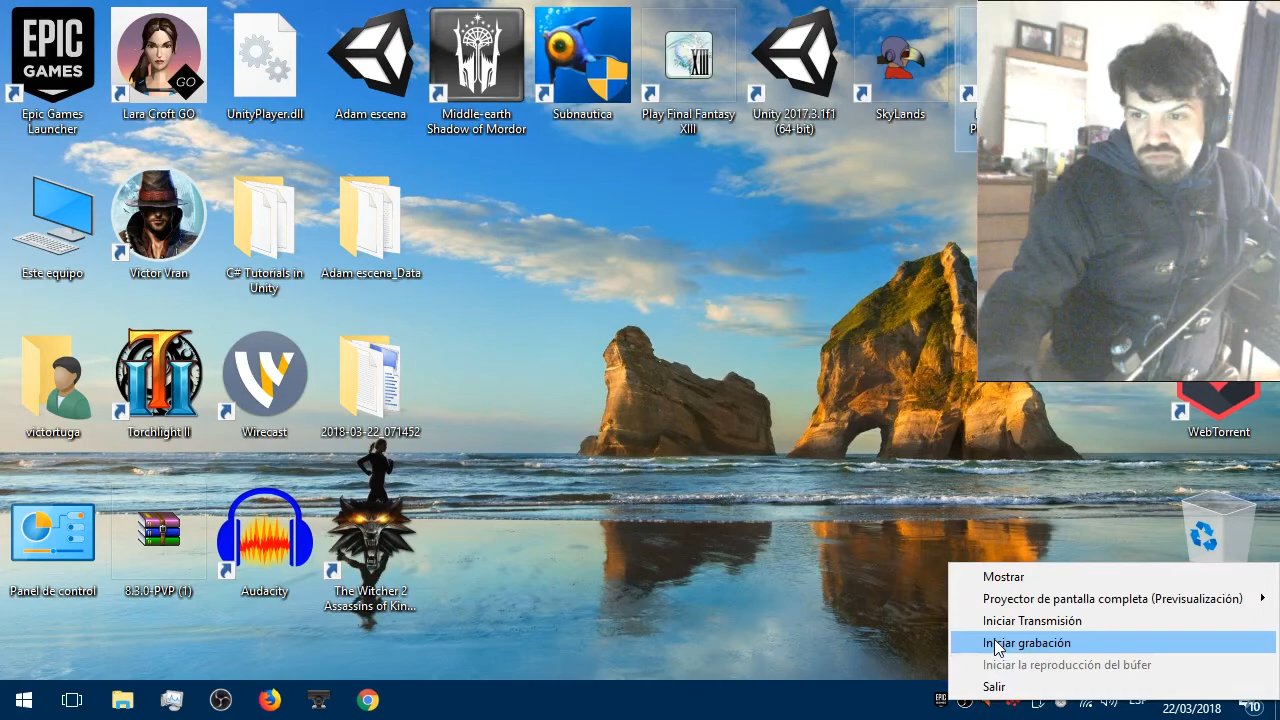 EPIC
GAMES
GO
XIII
Epic Games
Launcher
Lara Croft GO
UnityPlayer.dll
Adam escena
Middle-earth
Shadow of Mordor
Subnautica
Play Final Fantasy
XIII
Unity 2017.3.1f1
(64-bit)
SkyLands
Este equipo
Victor Vran
C# Tutorials in
Unity
Adam escena_Data
victortuga
Torchlight II
Wirecast
2018-03-22_071452
WebTorrent
Panel de control
8.3.0-PVP (1)
Audacity
The Witcher 2
Assassins of Kin...
Mostrar
Proyector de pantalla completa (Previsualización)
Iniciar Transmisión
Iniciar grabación
Iniciar la reproducción del búfer
Salir
EPIC
ESP
22/03/2018
10